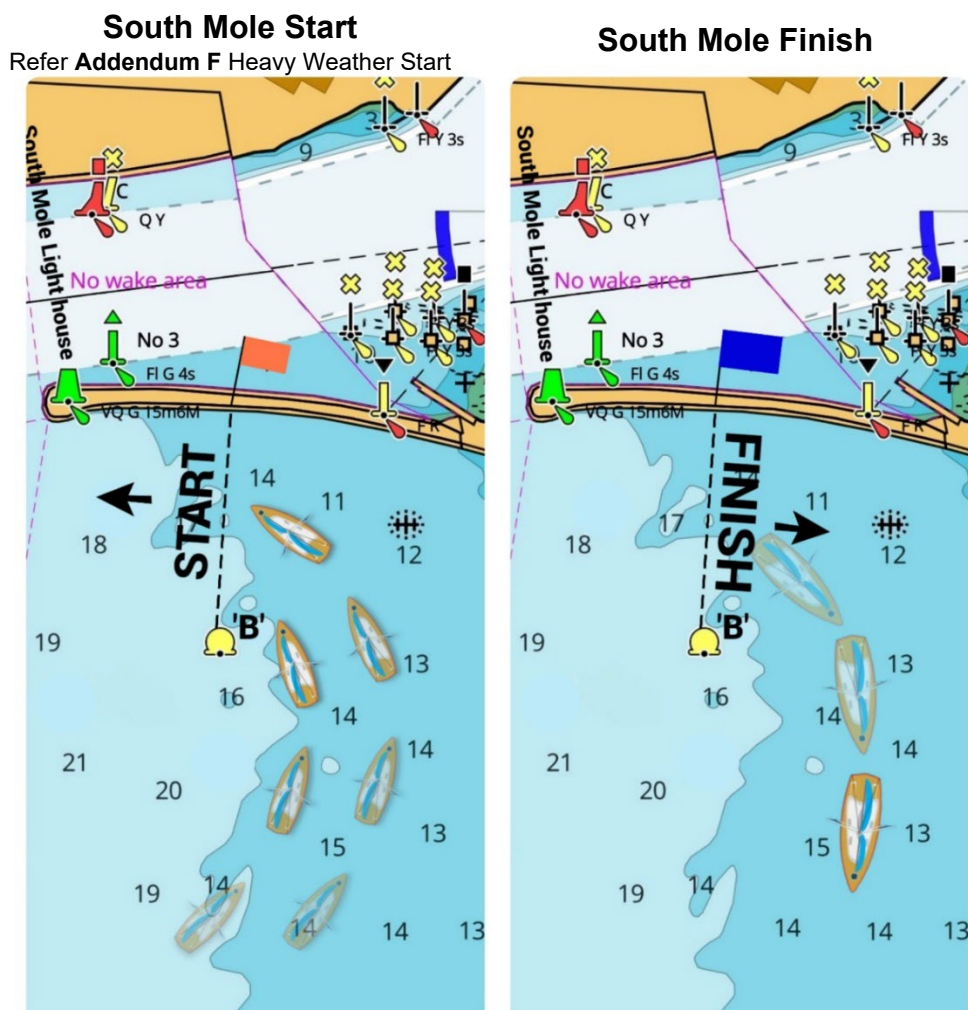 South Mole Start
Refer Addendum F Heavy Weather Start
3
Fl Y 3s
9
C
Q Y
South Mole Light house
No wake area
No 3
Fl G 4s
VQ G 15m6M
F R
START
14
11
17
18
12
'B'
19
13
16
14
21
14
20
15
13
19
14
14
14
13
South Mole Finish
3
Fl Y 3s
9
C
Q Y
South Mole Light house
No wake area
No 3
Fl G 4s
VQ G 15m6M
F R
FINISH
14
11
17
18
12
'B'
19
13
16
14
21
14
20
15
13
19
14
14
14
13